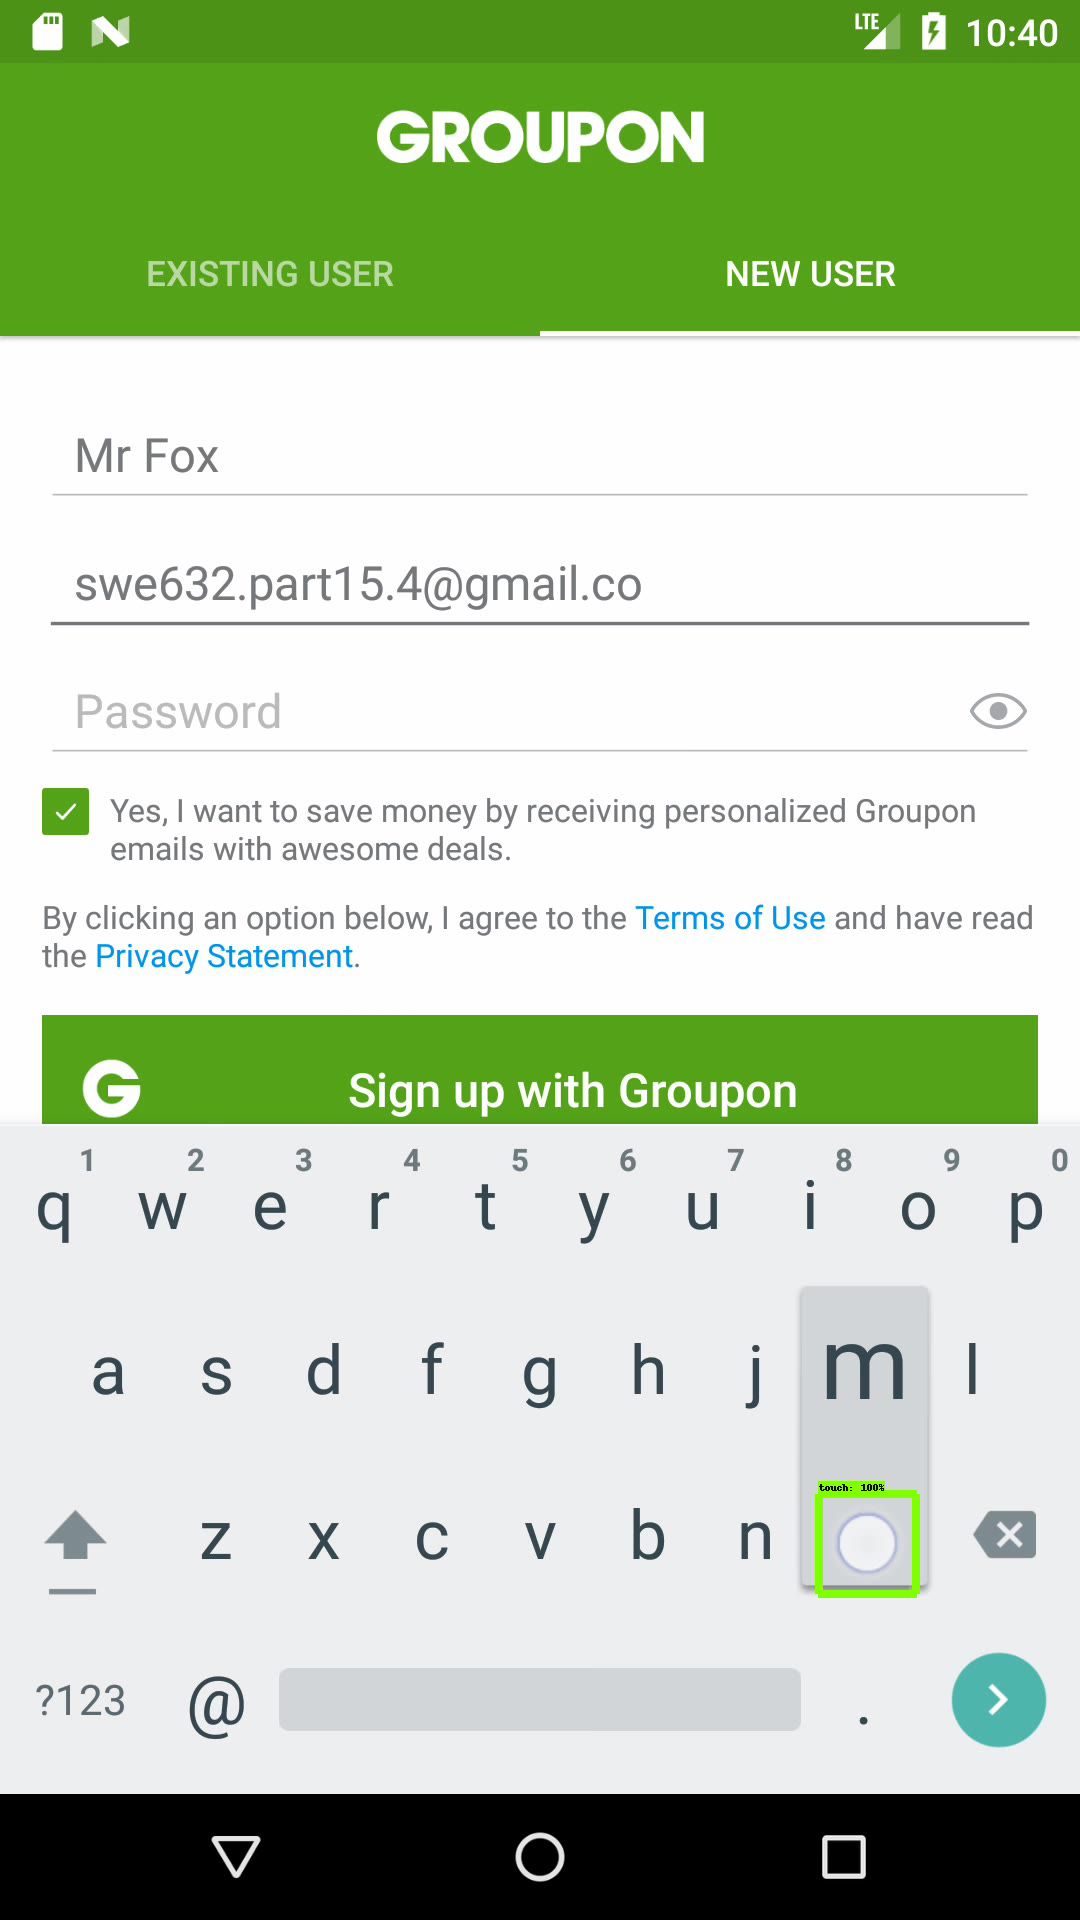 LTE 10:40
GROUPON
EXISTING USER NEW USER
Mr Fox
swe632.part15.4@gmail.co
Password
Yes, I want to save money by receiving personalized Groupon
emails with awesome deals.
By clicking an option below, I agree to the Terms of Use and have read
the Privacy Statement.
G Sign up with Groupon
1 2 3 4 5 6 7 8 9 0
q w e r t y u i o p
a s d f g h j m l
touch: 100%
z x c v b n
?123 @ .